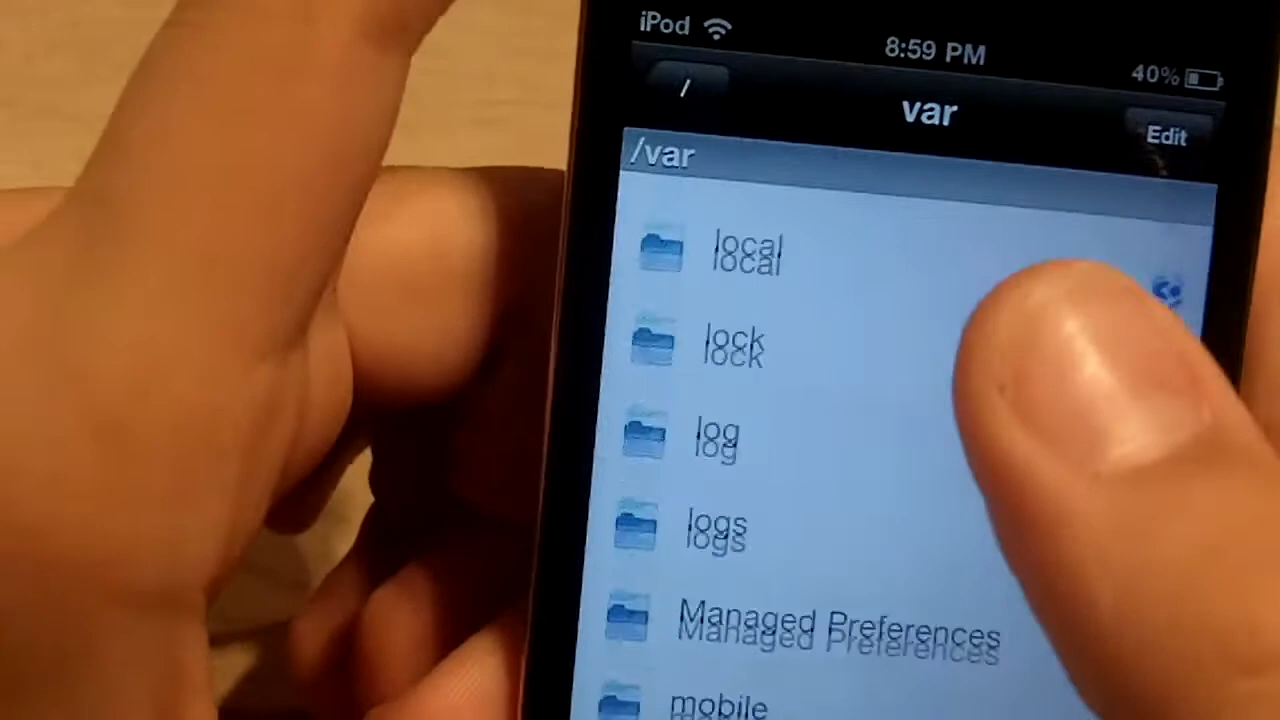 iPod
8:59 PM
40%
/
var
Edit
/var
local
lock
log
logs
Managed Preferences
mobile